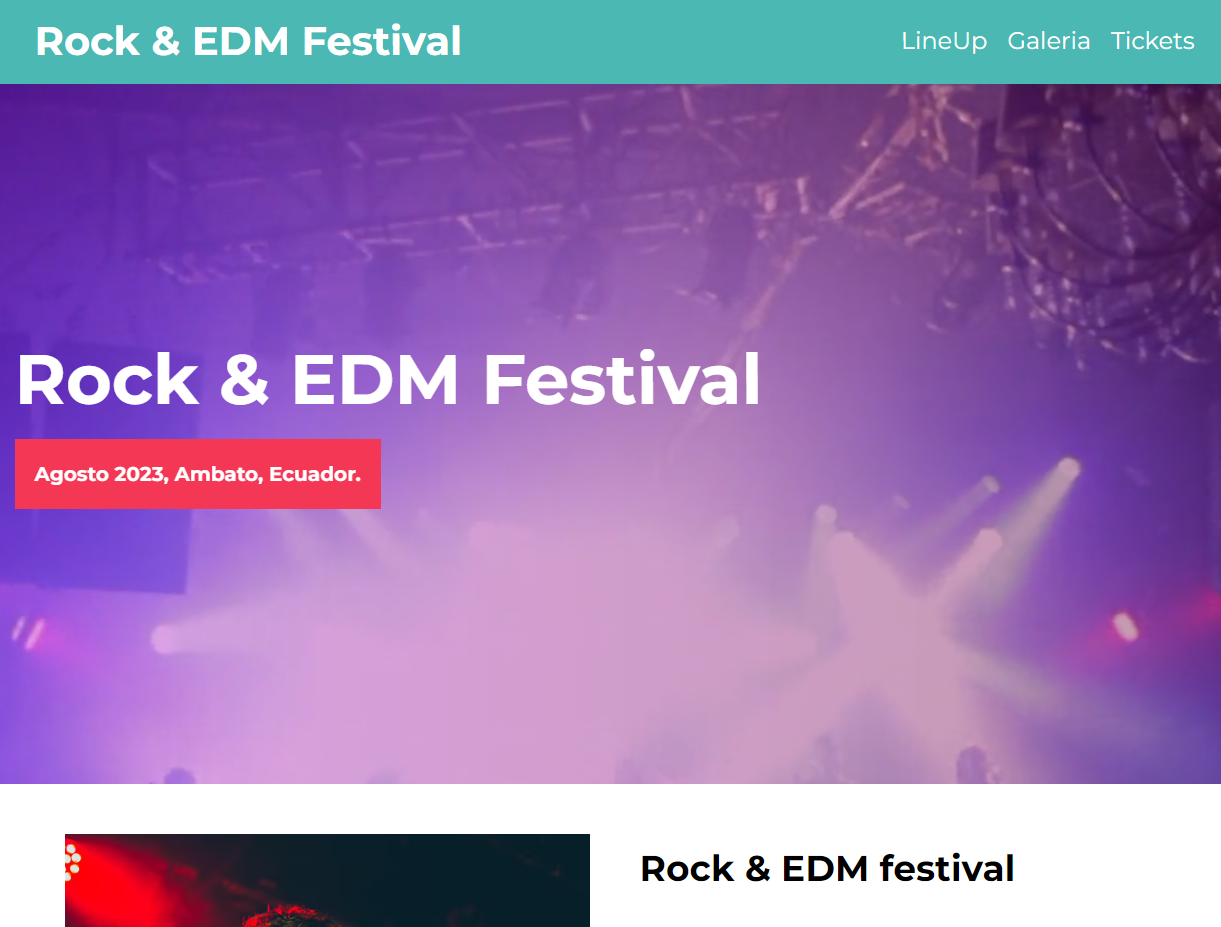 Rock & EDM Festival
LineUp Galeria Tickets
Rock & EDM Festival
Agosto 2023, Ambato, Ecuador.
Rock & EDM festival